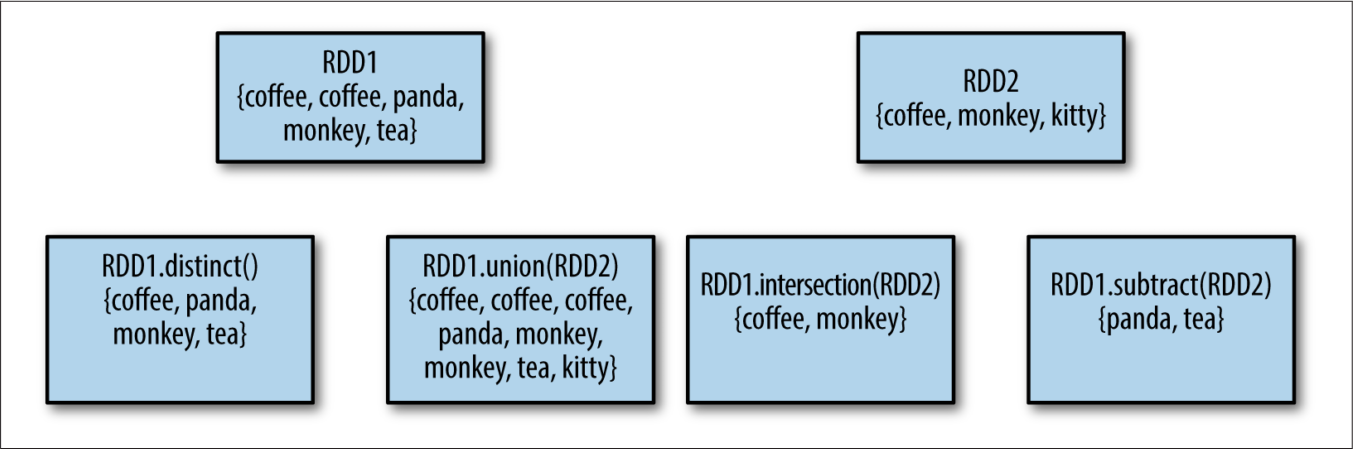 RDD1
{coffee, coffee, panda,
monkey, tea}
RDD2
{coffee, monkey, kitty}
RDD1.distinct()
{coffee, panda,
monkey, tea}
RDD1.union(RDD2)
{coffee, coffee, coffee,
panda, monkey,
monkey, tea, kitty}
RDD1.intersection(RDD2)
{coffee, monkey}
RDD1.subtract(RDD2)
{panda, tea}